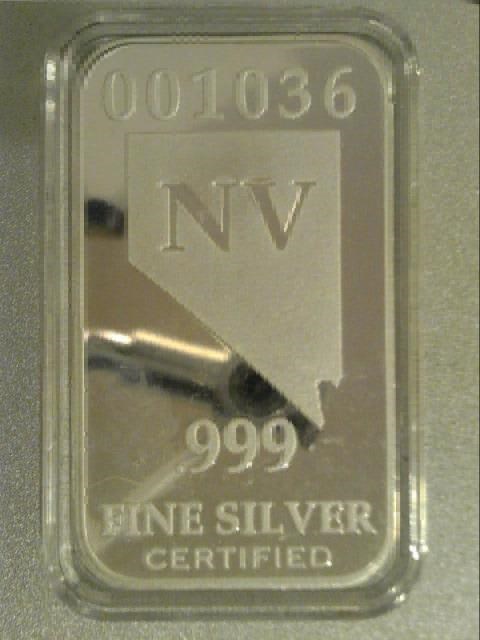 001036
NV
.999
FINE SILVER
CERTIFIED